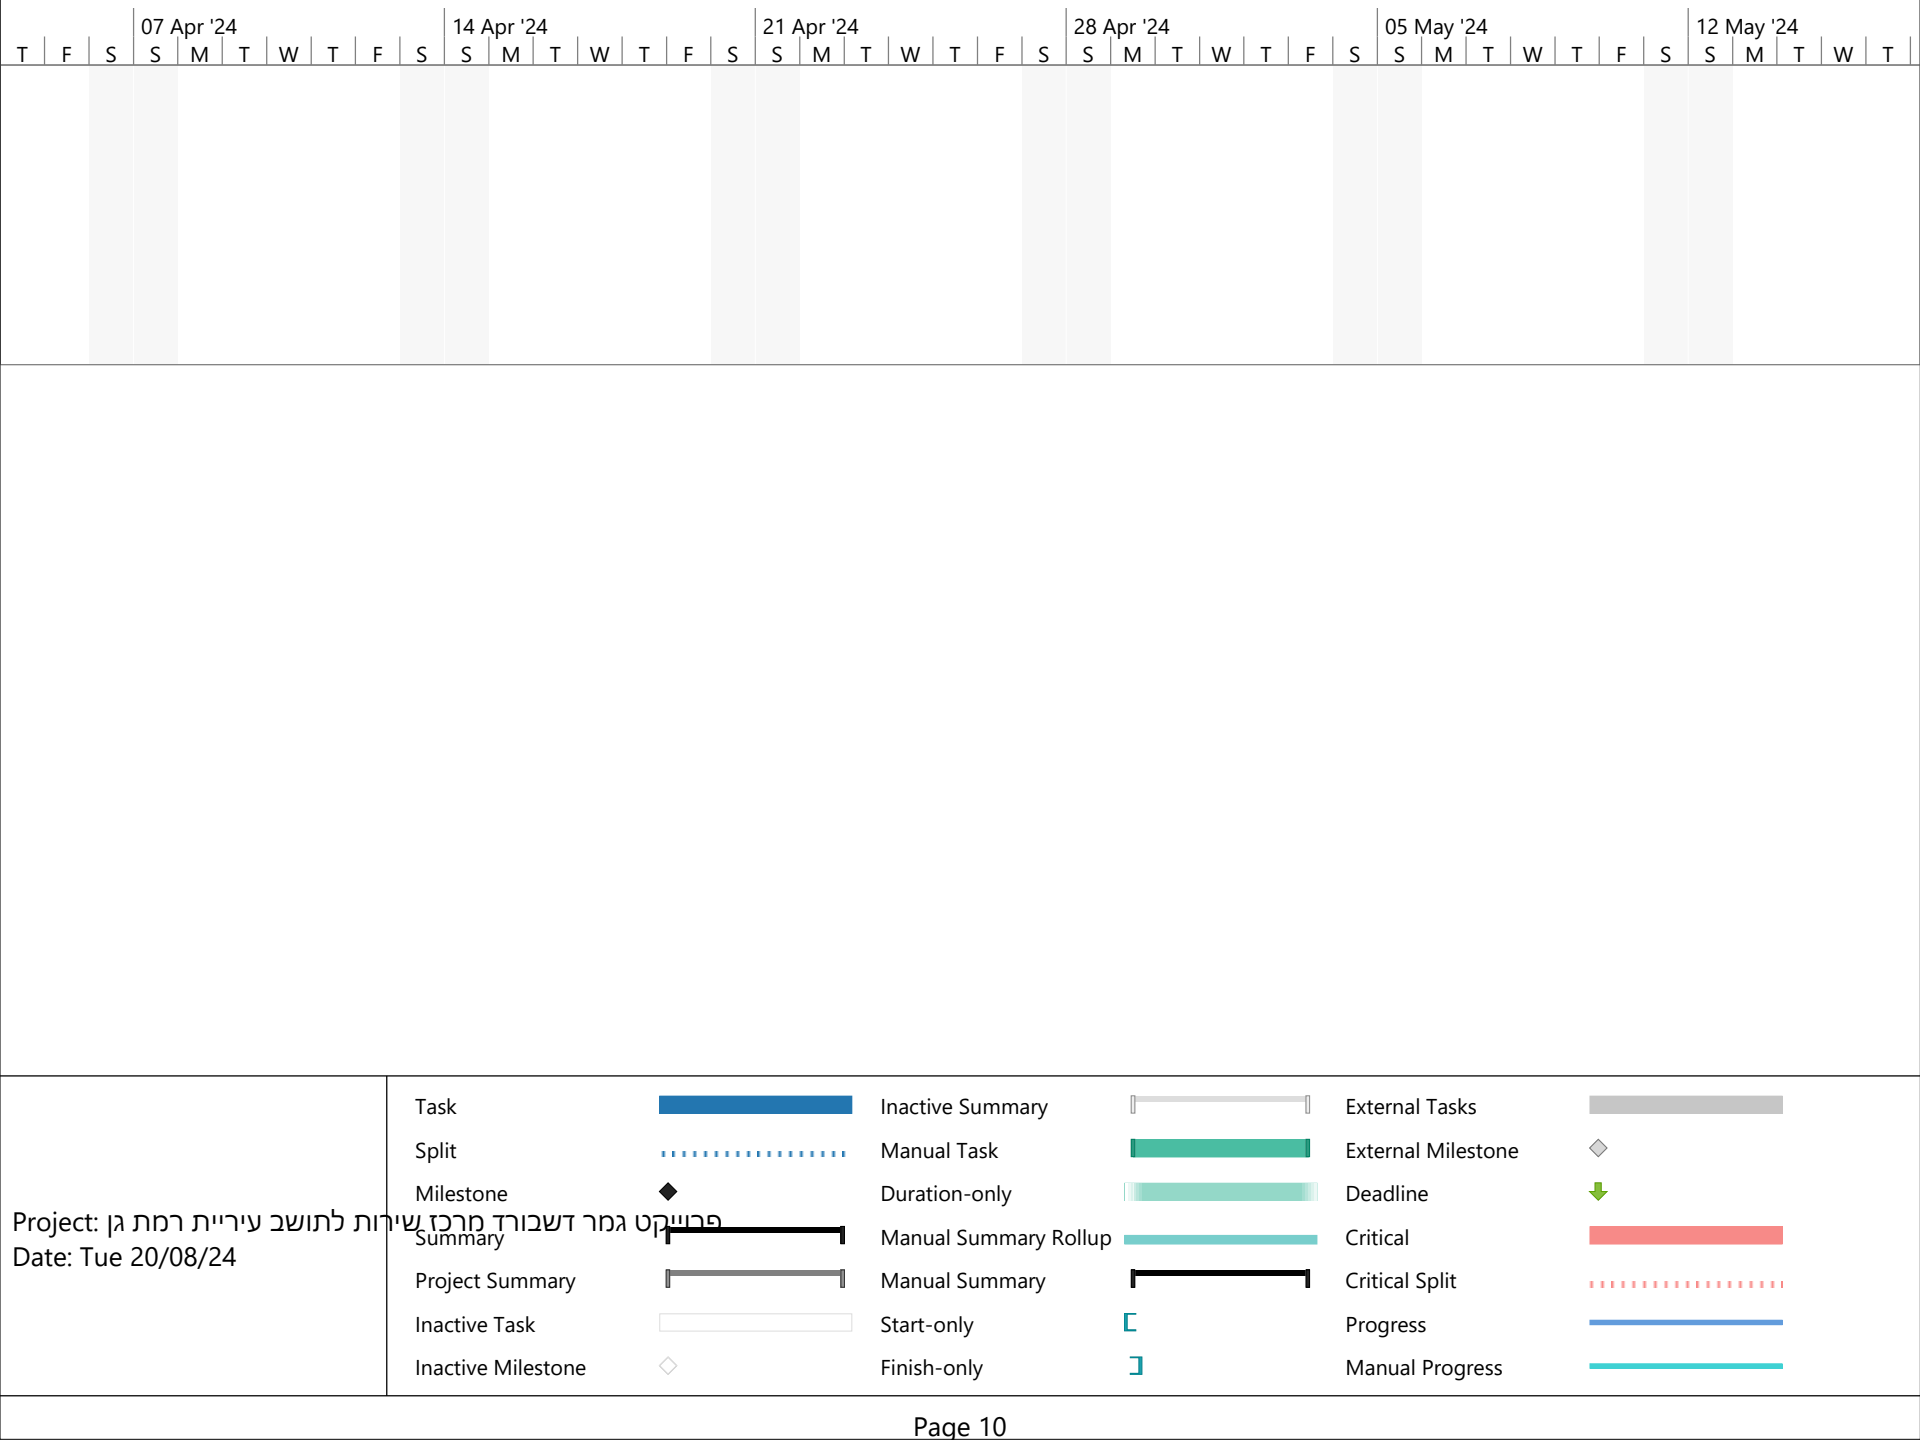 07 Apr '24 14 Apr '24 21 Apr '24 28 Apr '24 05 May '24 12 May '24
T F S S M T W T F S S M T W T F S S M T W T F S S M T W T F S S M T W T F S S M T W T
Task Inactive Summary External Tasks
Split Manual Task External Milestone
Milestone Duration-only Deadline
Project: פרוייקט גמר דשבורד מרכז שירות לתושב עיריית רמת גן
Summary Manual Summary Rollup Critical
Date: Tue 20/08/24
Project Summary Manual Summary Critical Split
Inactive Task Start-only Progress
Inactive Milestone Finish-only Manual Progress
Page 10